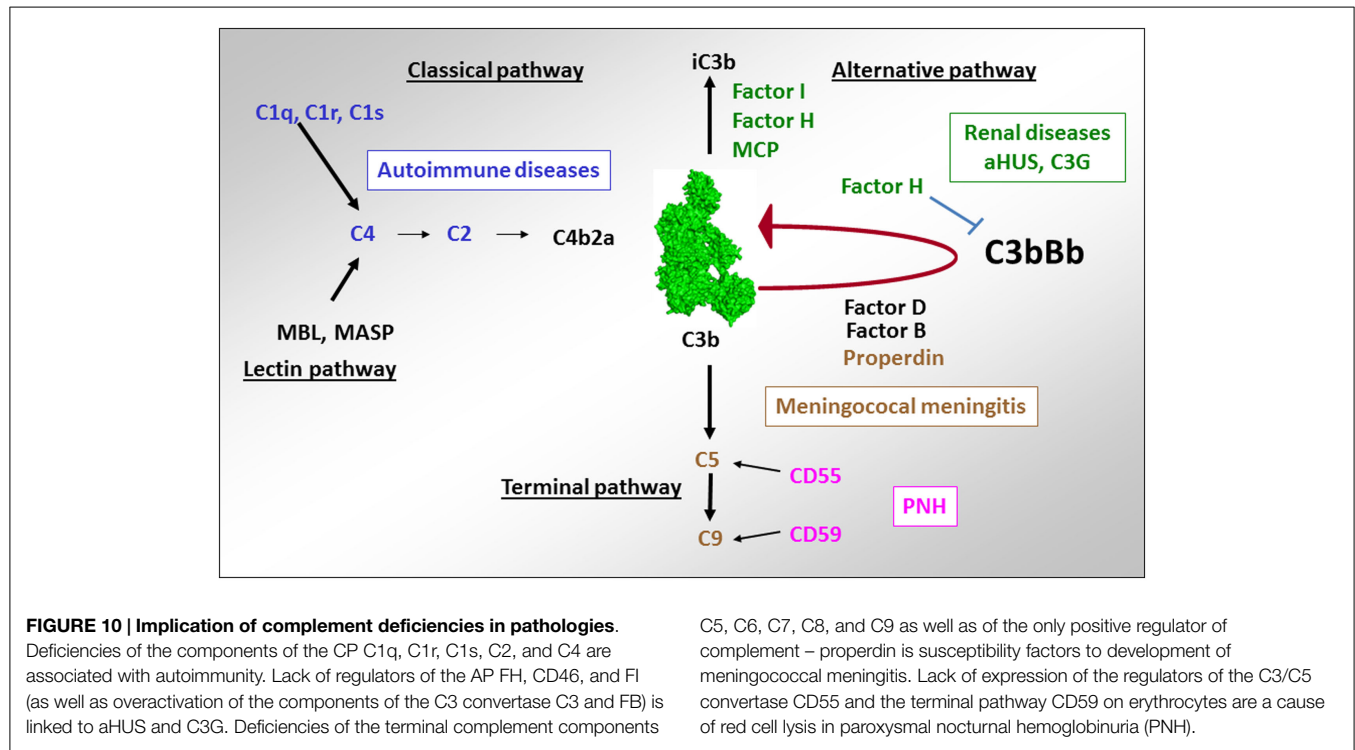 iC3b
Classical pathway
Alternative pathway
C1q, C1r, C1s
Factor I
Factor H
MCP
Renal diseases
aHUS, C3G
Autoimmune diseases
Factor H
C4
C2
C4b2a
C3bBb
MBL, MASP
Lectin pathway
C3b
Factor D
Factor B
Properdin
Meningococal meningitis
C5
CD55
Terminal pathway
PNH
C9
CD59
FIGURE 10 | Implication of complement deficiencies in pathologies.
Deficiencies of the components of the CP C1q, C1r, C1s, C2, and C4 are
associated with autoimmunity. Lack of regulators of the AP FH, CD46, and FI
(as well as overactivation of the components of the C3 convertase C3 and FB) is
linked to aHUS and C3G. Deficiencies of the terminal complement components
C5, C6, C7, C8, and C9 as well as of the only positive regulator of
complement – properdin is susceptibility factors to development of
meningococcal meningitis. Lack of expression of the regulators of the C3/C5
convertase CD55 and the terminal pathway CD59 on erythrocytes are a cause
of red cell lysis in paroxysmal nocturnal hemoglobinuria (PNH).